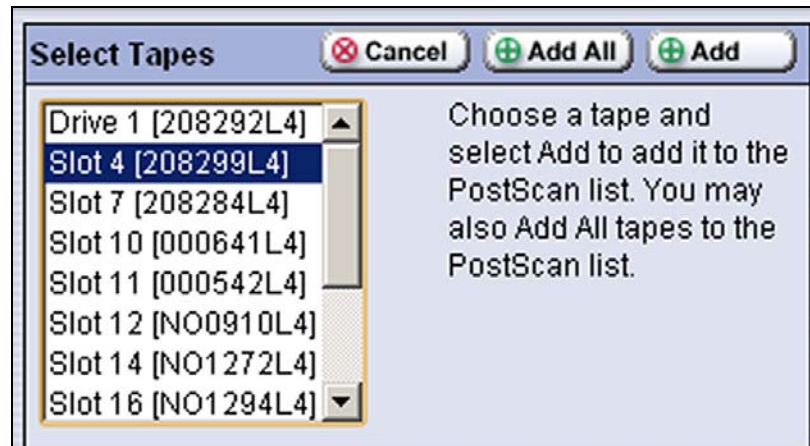 Select Tapes Cancel Add All Add
Drive 1 [208292L4]
Slot 4 [208299L4]
Slot 7 [208284L4]
Slot 10 [000641L4]
Slot 11 [000542L4]
Slot 12 [NO0910L4]
Slot 14 [NO1272L4]
Slot 16 [NO1294L4]
Choose a tape and
select Add to add it to the
PostScan list. You may
also Add All tapes to the
PostScan list.